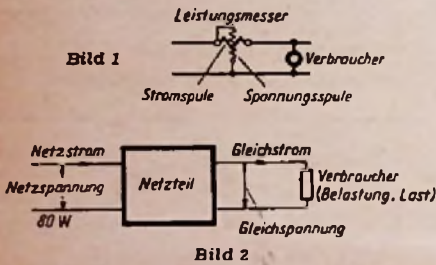 Leistungsmesser
Bild 1
Verbraucher
Stromspule
Spannungsspule
Netzstrom
Gleichstrom
Netzspannung
Netzteil
Verbraucher
(Belastung, Last)
80 W
Gleichspannung
Bild 2